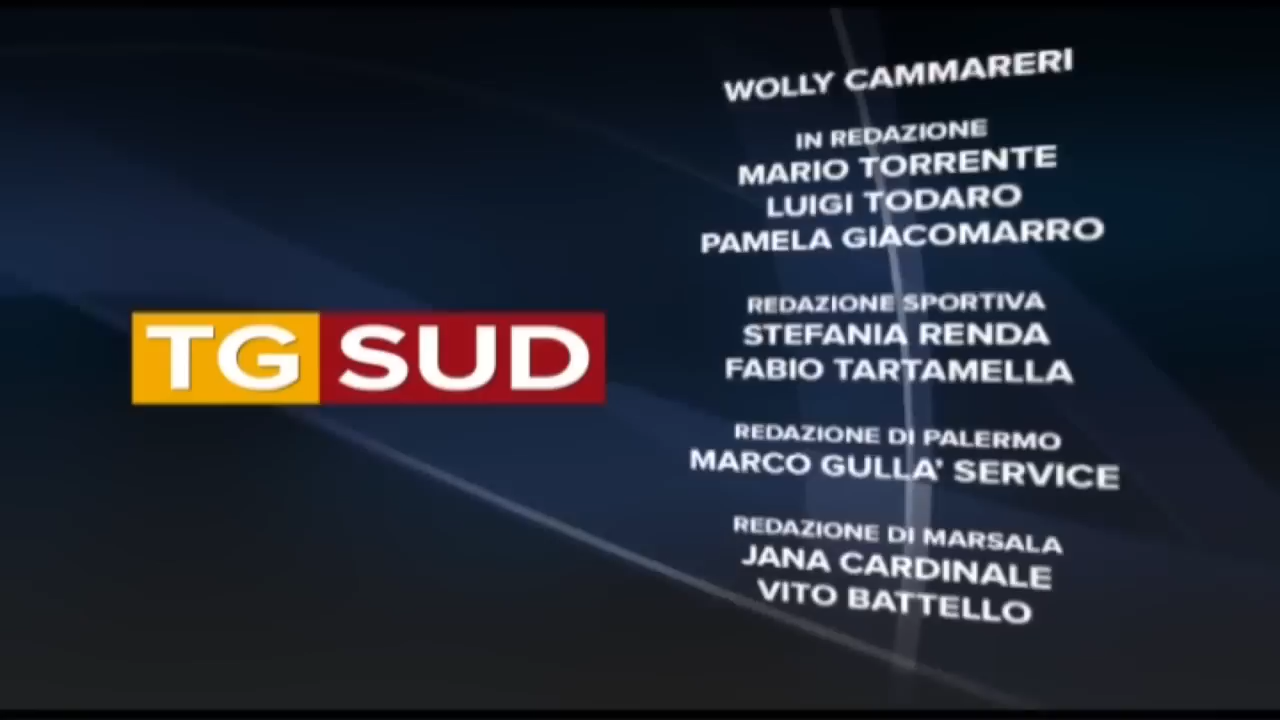 TG SUD
WOLLY CAMMARERI
IN REDAZIONE
MARIO TORRENTE
LUIGI TODARO
PAMELA GIACOMARRO
REDAZIONE SPORTIVA
STEFANIA RENDA
FABIO TARTAMELLA
REDAZIONE DI PALERMO
MARCO GULLA' SERVICE
REDAZIONE DI MARSALA
JANA CARDINALE
VITO BATTELLO